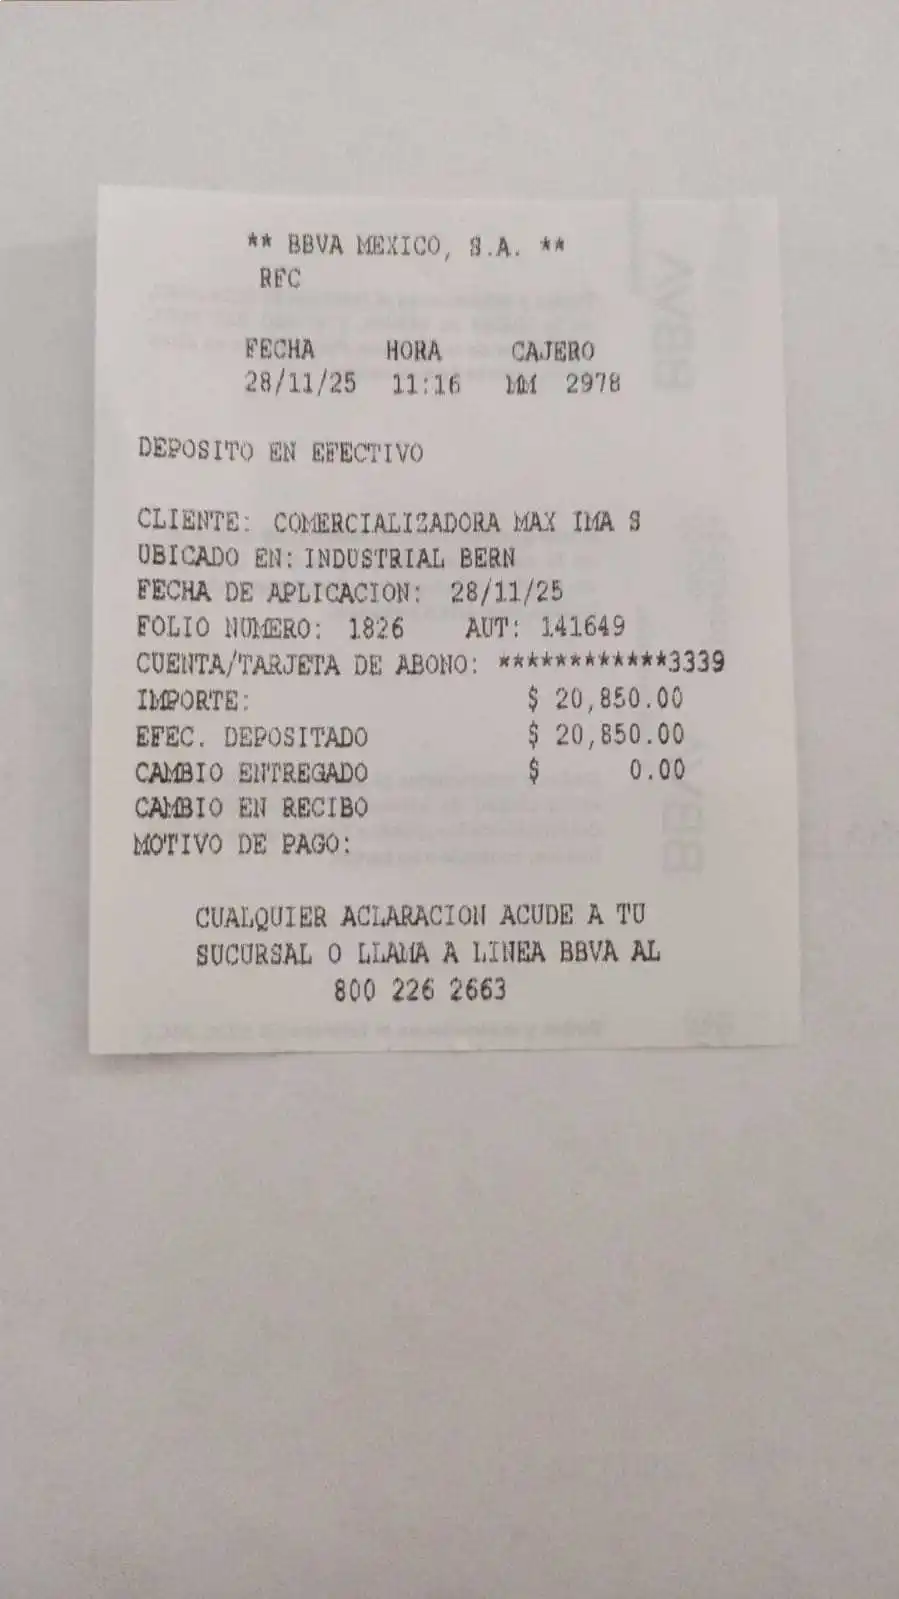 ** BBVA MEXICO, S.A. **
RFC
FECHA HORA CAJERO
28/11/25 11:16 MM 2978
DEPOSITO EN EFECTIVO
CLIENTE: COMERCIALIZADORA MAX IMA S
UBICADO EN: INDUSTRIAL BERN
FECHA DE APLICACION: 28/11/25
FOLIO NUMERO: 1826 AUT: 141649
CUENTA/TARJETA DE ABONO: ************3339
IMPORTE: $ 20,850.00
EFEC. DEPOSITADO $ 20,850.00
CAMBIO ENTREGADO $ 0.00
CAMBIO EN RECIBO
MOTIVO DE PAGO:
CUALQUIER ACLARACION ACUDE A TU
SUCURSAL O LLAMA A LINEA BBVA AL
800 226 2663
BBVA
BBVA